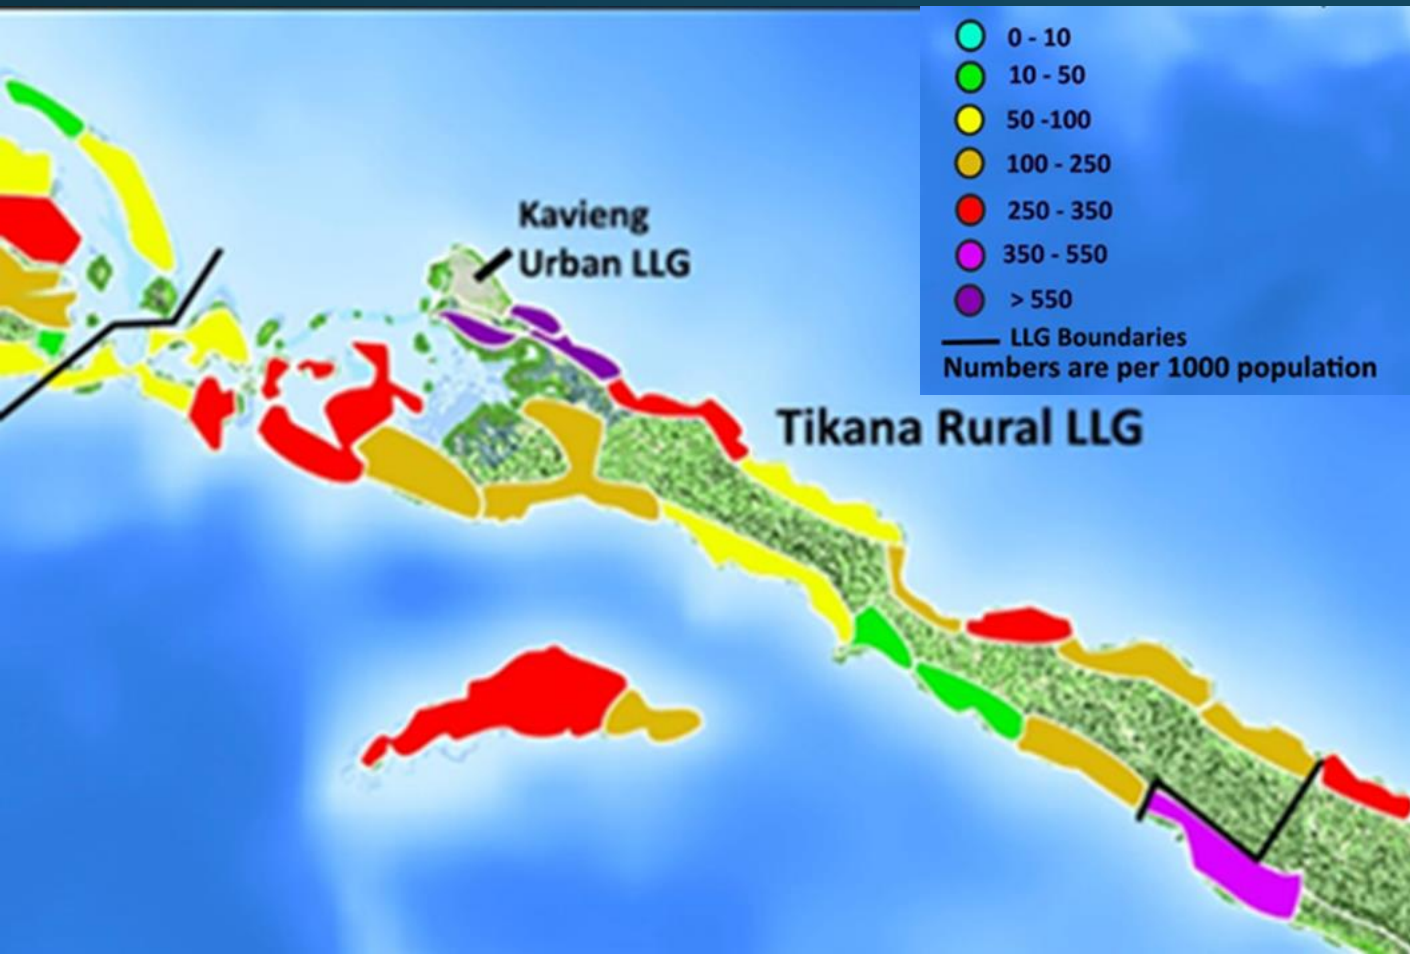 0 - 10
10 - 50
50 -100
100 - 250
250 - 350
350 - 550
> 550
LLG Boundaries
Numbers are per 1000 population
Kavieng
Urban LLG
Tikana Rural LLG